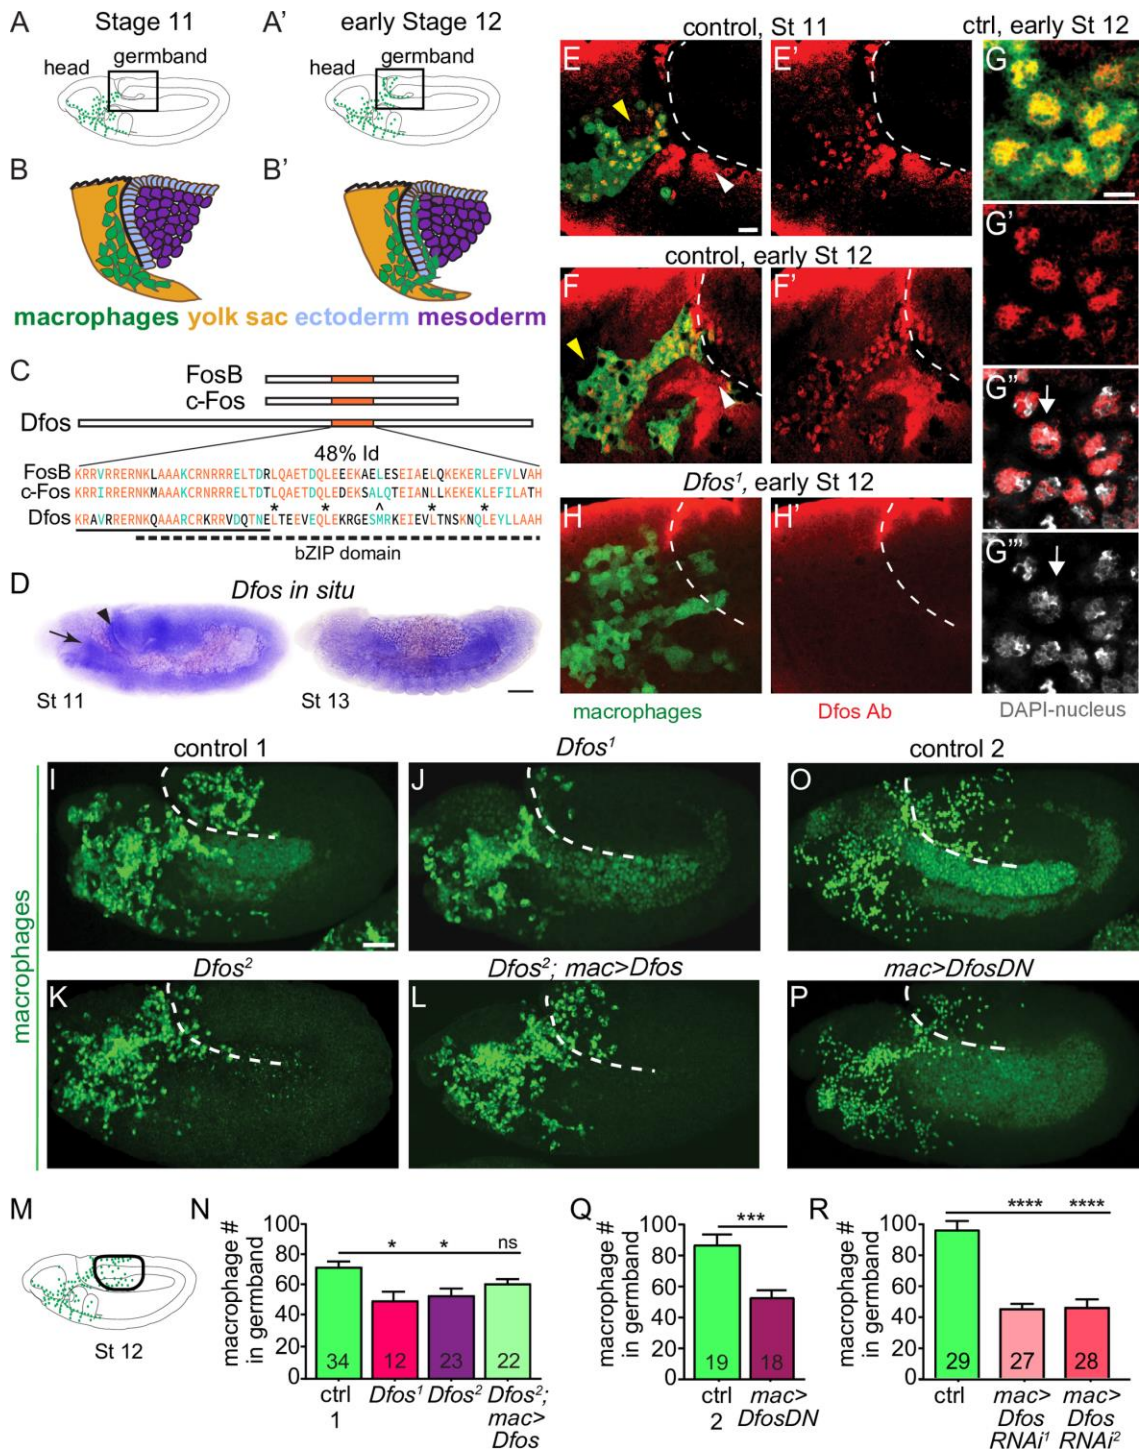 A Stage 11
A' early Stage 12
head germband
head germband
B
B'
macrophages yolk sac ectoderm mesoderm
C
FosB
c-Fos
Dfos
48% Id
FosB KRRVRRERNKLAAAKCRNRRRELTDRLQAETDQLEEEKAELESEIAELQKEKERLEFVLVAH
c-Fos KRRIRRERNKMAAAKCRNRRRELTDTLQAETDQLEDEKSALQTEIANLLKEKEKLEFILATH
* * ^ * *
Dfos KRAVRRERNKQAAARCRKRRVDQTNELTEEVEQLEKRGESMRKEIEVLTNSKNQLEYLLAAH
bZIP domain
D Dfos in situ
St 11 St 13
control, St 11
E E'
control, early St 12
F F'
Dfos¹, early St 12
H H'
macrophages Dfos Ab
ctrl, early St 12
G
G'
G''
G'''
DAPI-nucleus
macrophages
control 1 Dfos¹ control 2
I J O
Dfos² Dfos²; mac>Dfos mac>DfosDN
K L P
M
St 12
N
macrophage #
in germband
100
80
60
40
20
0
* * ns
34 12 23 22
ctrl 1 Dfos¹ Dfos² Dfos²; mac> Dfos
Q
macrophage #
in germband
100
80
60
40
20
0
***
19 18
ctrl 2 mac> DfosDN
R
macrophage #
in germband
100
80
60
40
20
0
**** ****
29 27 28
ctrl mac> Dfos RNAi¹ mac> Dfos RNAi²